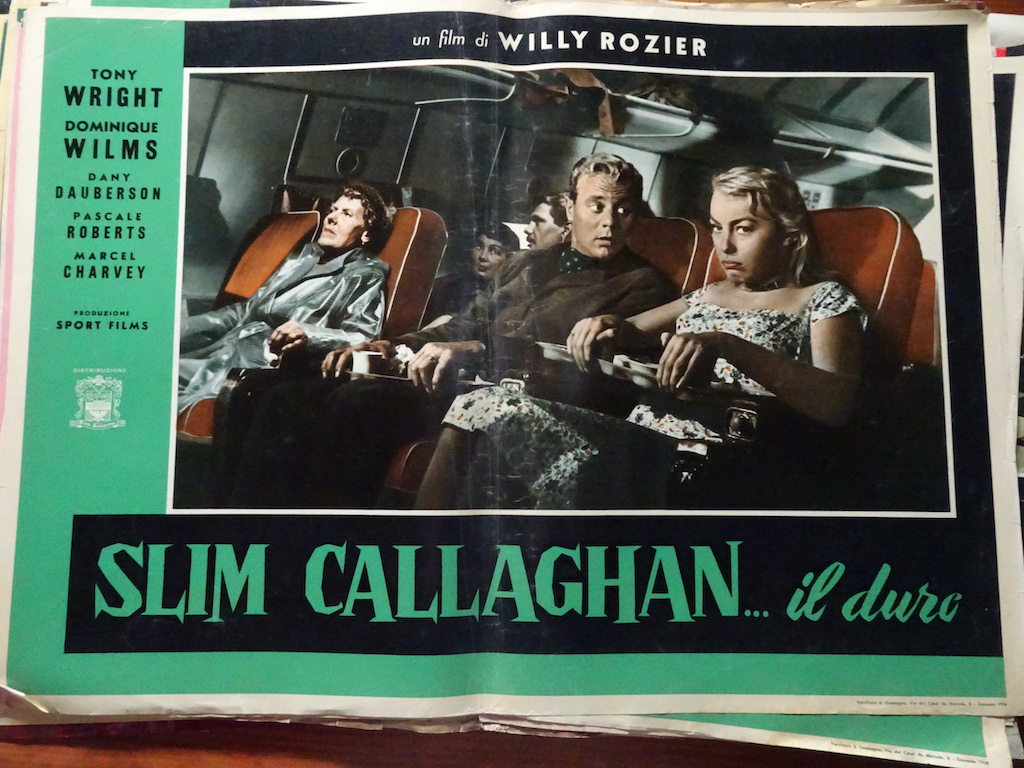 un film di WILLY ROZIER
TONY
WRIGHT
DOMINIQUE
WILMS
DANY
DAUBERSON
PASCALE
ROBERTS
MARCEL
CHARVEY
PRODUZIONE
SPORT FILMS
DISTRIBUZIONE
SLIM CALLAGHAN... il duro